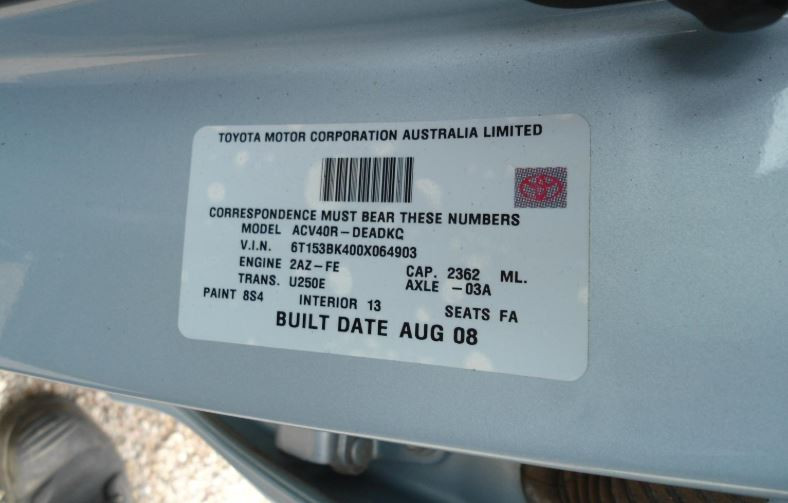 TOYOTA MOTOR CORPORATION AUSTRALIA LIMITED
CORRESPONDENCE MUST BEAR THESE NUMBERS
MODEL ACV40R-DEADKQ
V.I.N. 6T153BK400X064903
ENGINE 2AZ-FE CAP. 2362 ML.
TRANS. U250E AXLE -03A
PAINT 8S4 INTERIOR 13 SEATS FA
BUILT DATE AUG 08